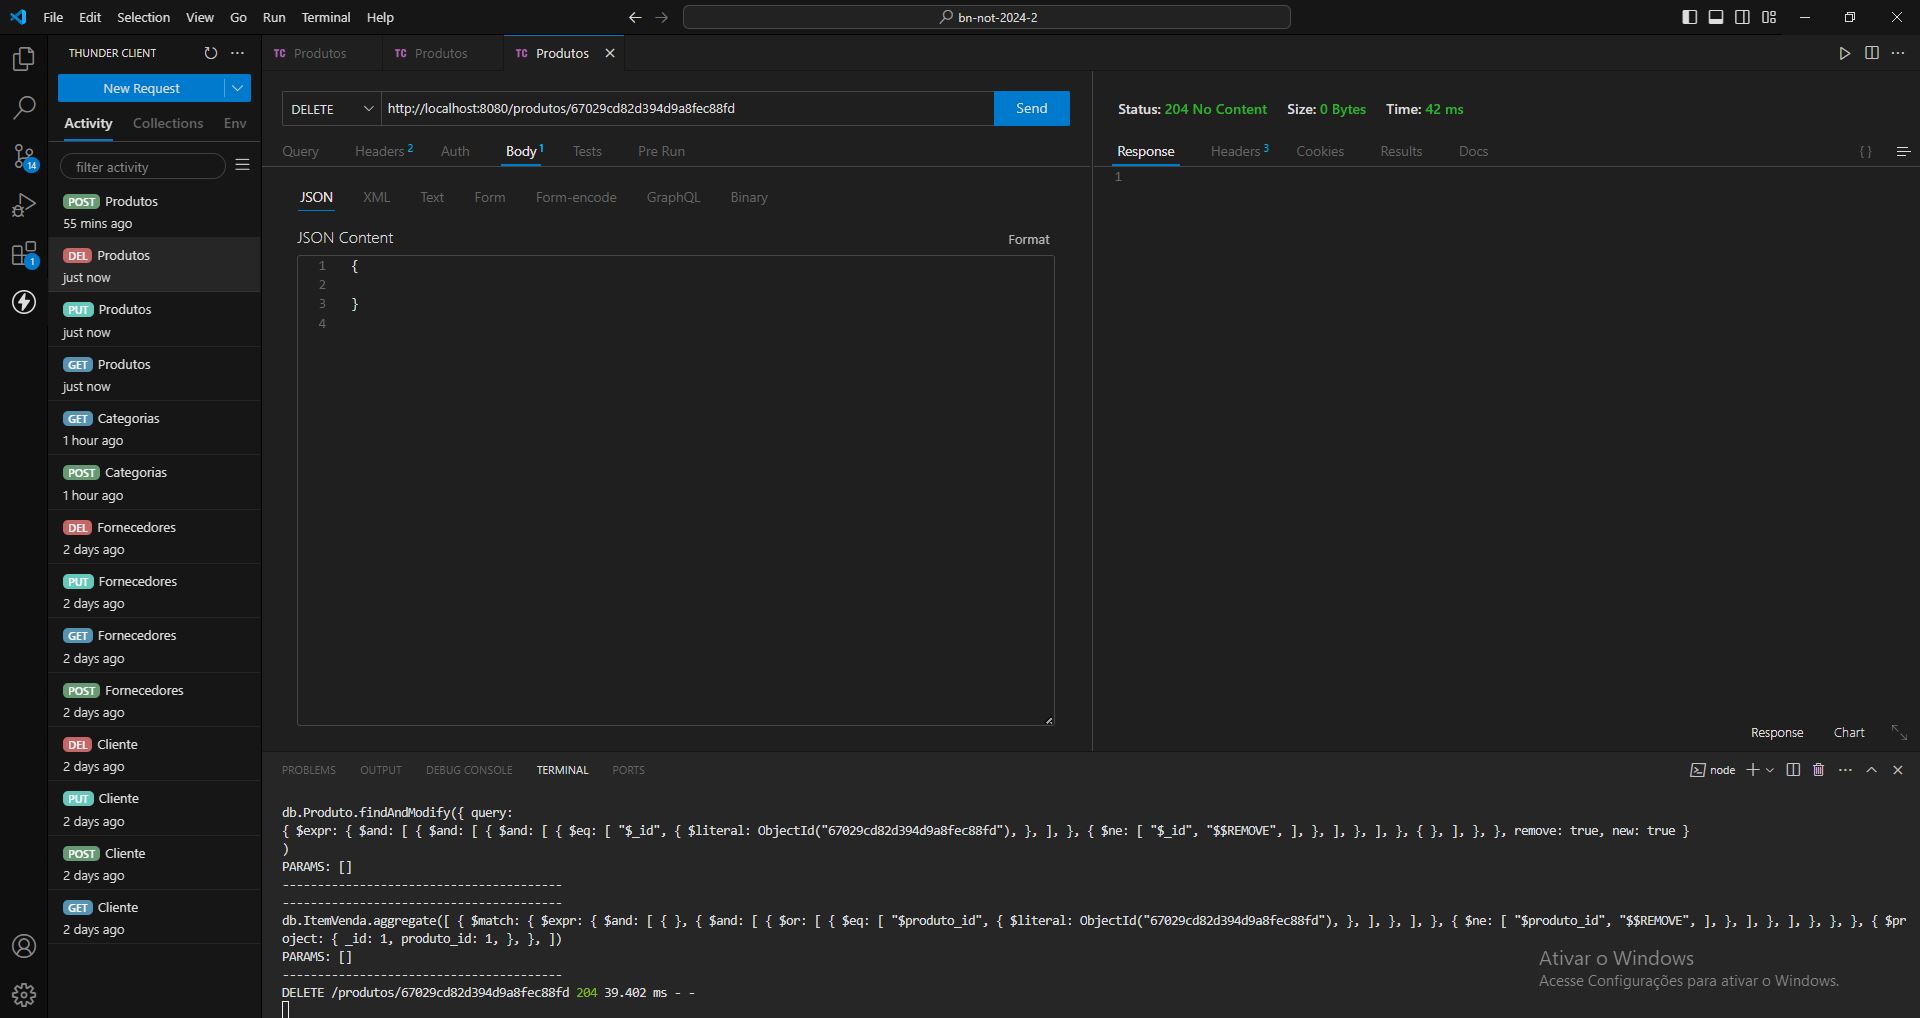 File Edit Selection View Go Run Terminal Help
bn-not-2024-2
THUNDER CLIENT
New Request
Activity Collections Env
filter activity
POST Produtos
55 mins ago
DEL Produtos
just now
PUT Produtos
just now
GET Produtos
just now
GET Categorias
1 hour ago
POST Categorias
1 hour ago
DEL Fornecedores
2 days ago
PUT Fornecedores
2 days ago
GET Fornecedores
2 days ago
POST Fornecedores
2 days ago
DEL Cliente
2 days ago
PUT Cliente
2 days ago
POST Cliente
2 days ago
GET Cliente
2 days ago
14
1
TC Produtos TC Produtos TC Produtos
DELETE http://localhost:8080/produtos/67029cd82d394d9a8fec88fd Send
Query Headers 2 Auth Body 1 Tests Pre Run
JSON XML Text Form Form-encode GraphQL Binary
JSON Content
Format
1 {
2
3 }
4
Status: 204 No Content Size: 0 Bytes Time: 42 ms
Response Headers 3 Cookies Results Docs { }
1
Response Chart
PROBLEMS OUTPUT DEBUG CONSOLE TERMINAL PORTS
node
db.Produto.findAndModify({ query:
{ $expr: { $and: [ { $and: [ { $and: [ { $eq: [ "$_id", { $literal: ObjectId("67029cd82d394d9a8fec88fd"), }, ], }, { $ne: [ "$_id", "$$REMOVE", ], }, ], }, ], }, { }, ], }, }, remove: true, new: true }
)
PARAMS: []
----------------------------------------
----------------------------------------
db.ItemVenda.aggregate([ { $match: { $expr: { $and: [ { }, { $and: [ { $or: [ { $eq: [ "$produto_id", { $literal: ObjectId("67029cd82d394d9a8fec88fd"), }, ], }, ], }, { $ne: [ "$produto_id", "$$REMOVE", ], }, ], }, ], }, }, }, { $pr
oject: { _id: 1, produto_id: 1, }, }, ])
PARAMS: []
----------------------------------------
DELETE /produtos/67029cd82d394d9a8fec88fd 204 39.402 ms - -
Ativar o Windows
Acesse Configurações para ativar o Windows.